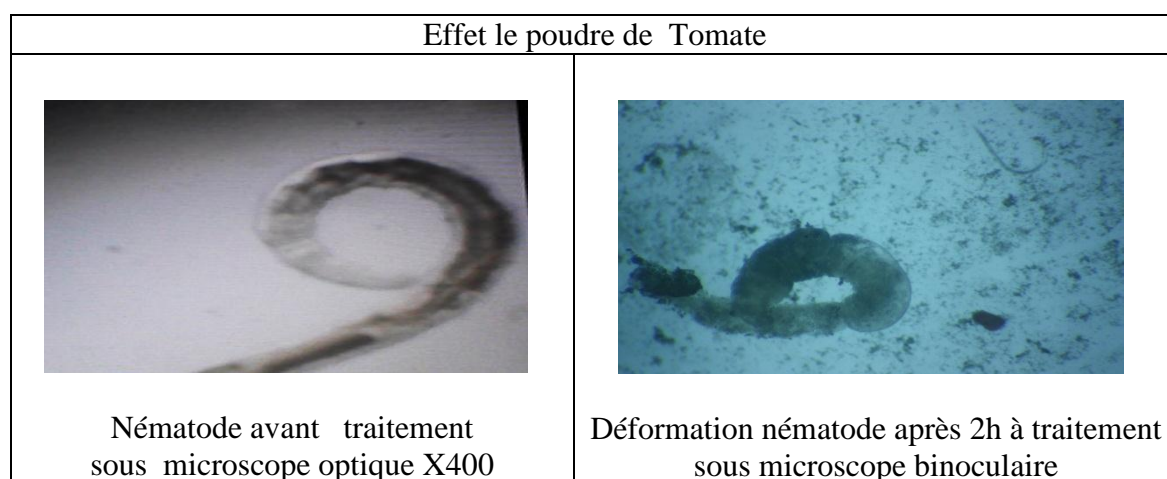 Effet le poudre de Tomate
Nématode avant traitement
sous microscope optique X400
Déformation nématode après 2h à traitement
sous microscope binoculaire